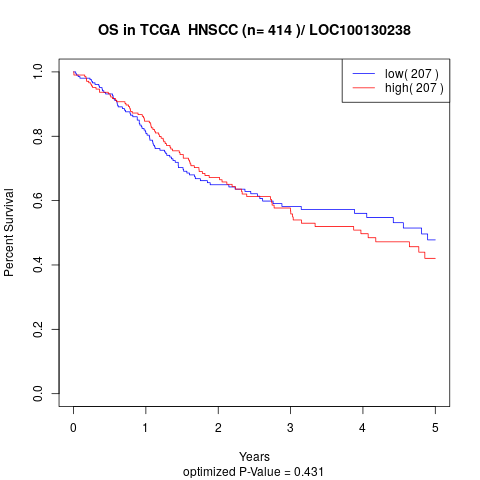 OS in TCGA  HNSCC (n= 414 )/ LOC100130238
low( 207 )
high( 207 )
Percent Survival
1.0
0.8
0.6
0.4
0.2
0.0
0 1 2 3 4 5
Years
optimized P-Value = 0.431